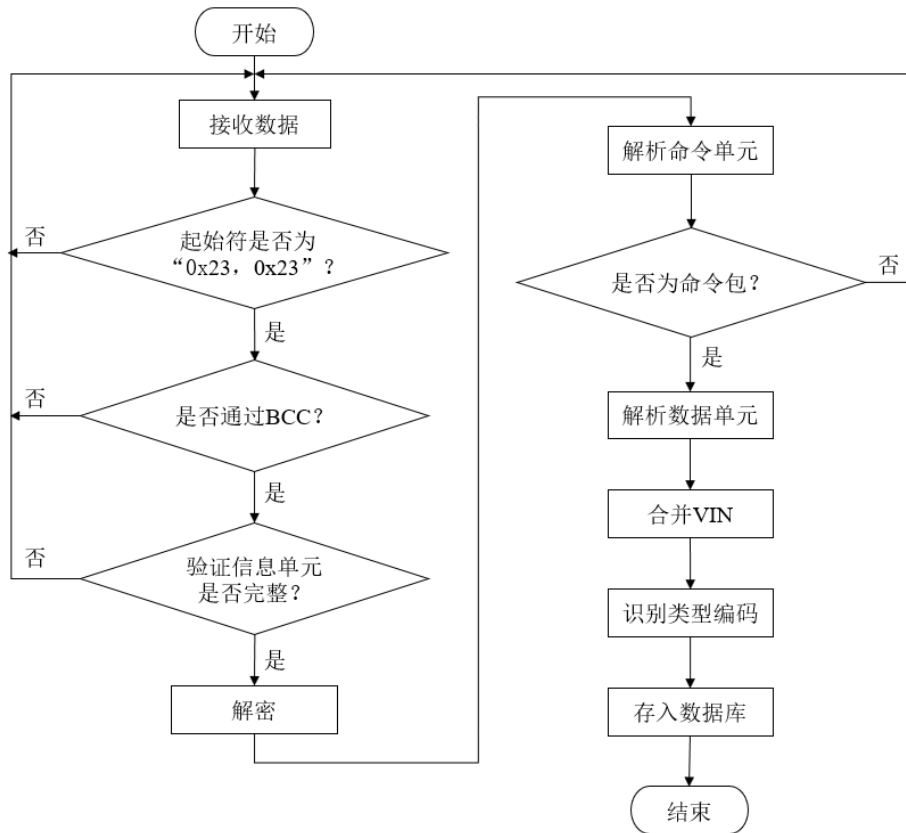 开始
接收数据
起始符是否为
“0x23，0x23”？
否
是
是否通过BCC？
否
是
验证信息单元
是否完整？
否
是
解密
解析命令单元
是否为命令包？
否
是
解析数据单元
合并VIN
识别类型编码
存入数据库
结束